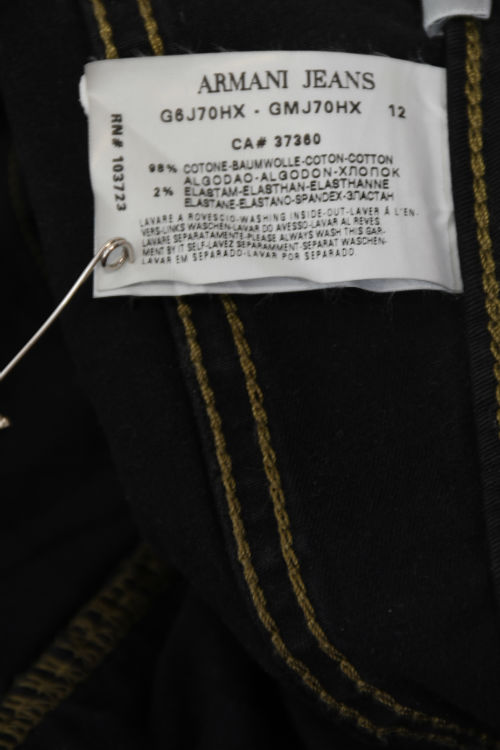 ARMANI JEANS
G6J70HX - GMJ70HX 12
CA# 37360
RN# 103723
98% COTONE-BAUMWOLLE-COTON-COTTON
ALGODAO-ALGODON-ХЛОПОК
2% ELASTAM-ELASTHAN-ELASTHANNE
ELASTANE-ELASTANO-SPANDEX-ЭЛАСТАН
LAVARE A ROVESCIO-WASHING INSIDE-OUT-LAVER À L'EN-
VERS-LINKS WASCHEN-LAVAR DO AVESSO-LAVAR AL REVES
LAVARE SEPARATAMENTE-PLEASE ALWAYS WASH THIS GAR-
MENT BY IT SELF-LAVEZ SEPARAMMENT-SEPARAT WASCHEN-
LAVAR EM SEPARADO-LAVAR POR SEPARADO